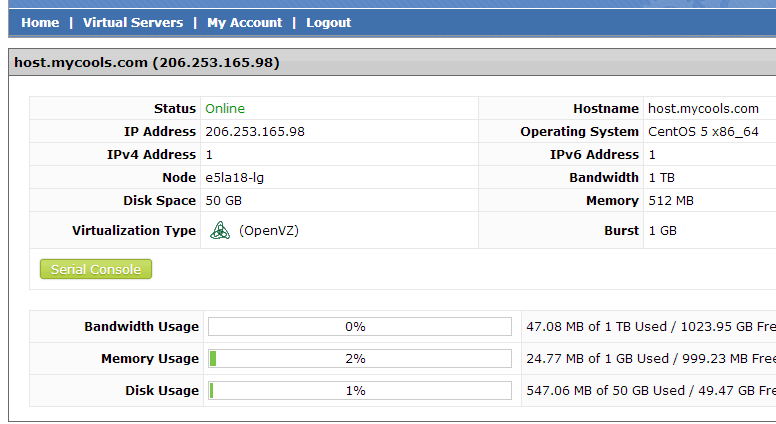 Home | Virtual Servers | My Account | Logout
host.mycools.com (206.253.165.98)
Status Online Hostname host.mycools.com
IP Address 206.253.165.98 Operating System CentOS 5 x86_64
IPv4 Address 1 IPv6 Address 1
Node e5la18-lg Bandwidth 1 TB
Disk Space 50 GB Memory 512 MB
Virtualization Type (OpenVZ) Burst 1 GB
Serial Console
Bandwidth Usage 0% 47.08 MB of 1 TB Used / 1023.95 GB Fre
Memory Usage 2% 24.77 MB of 1 GB Used / 999.23 MB Free
Disk Usage 1% 547.06 MB of 50 GB Used / 49.47 GB Fre